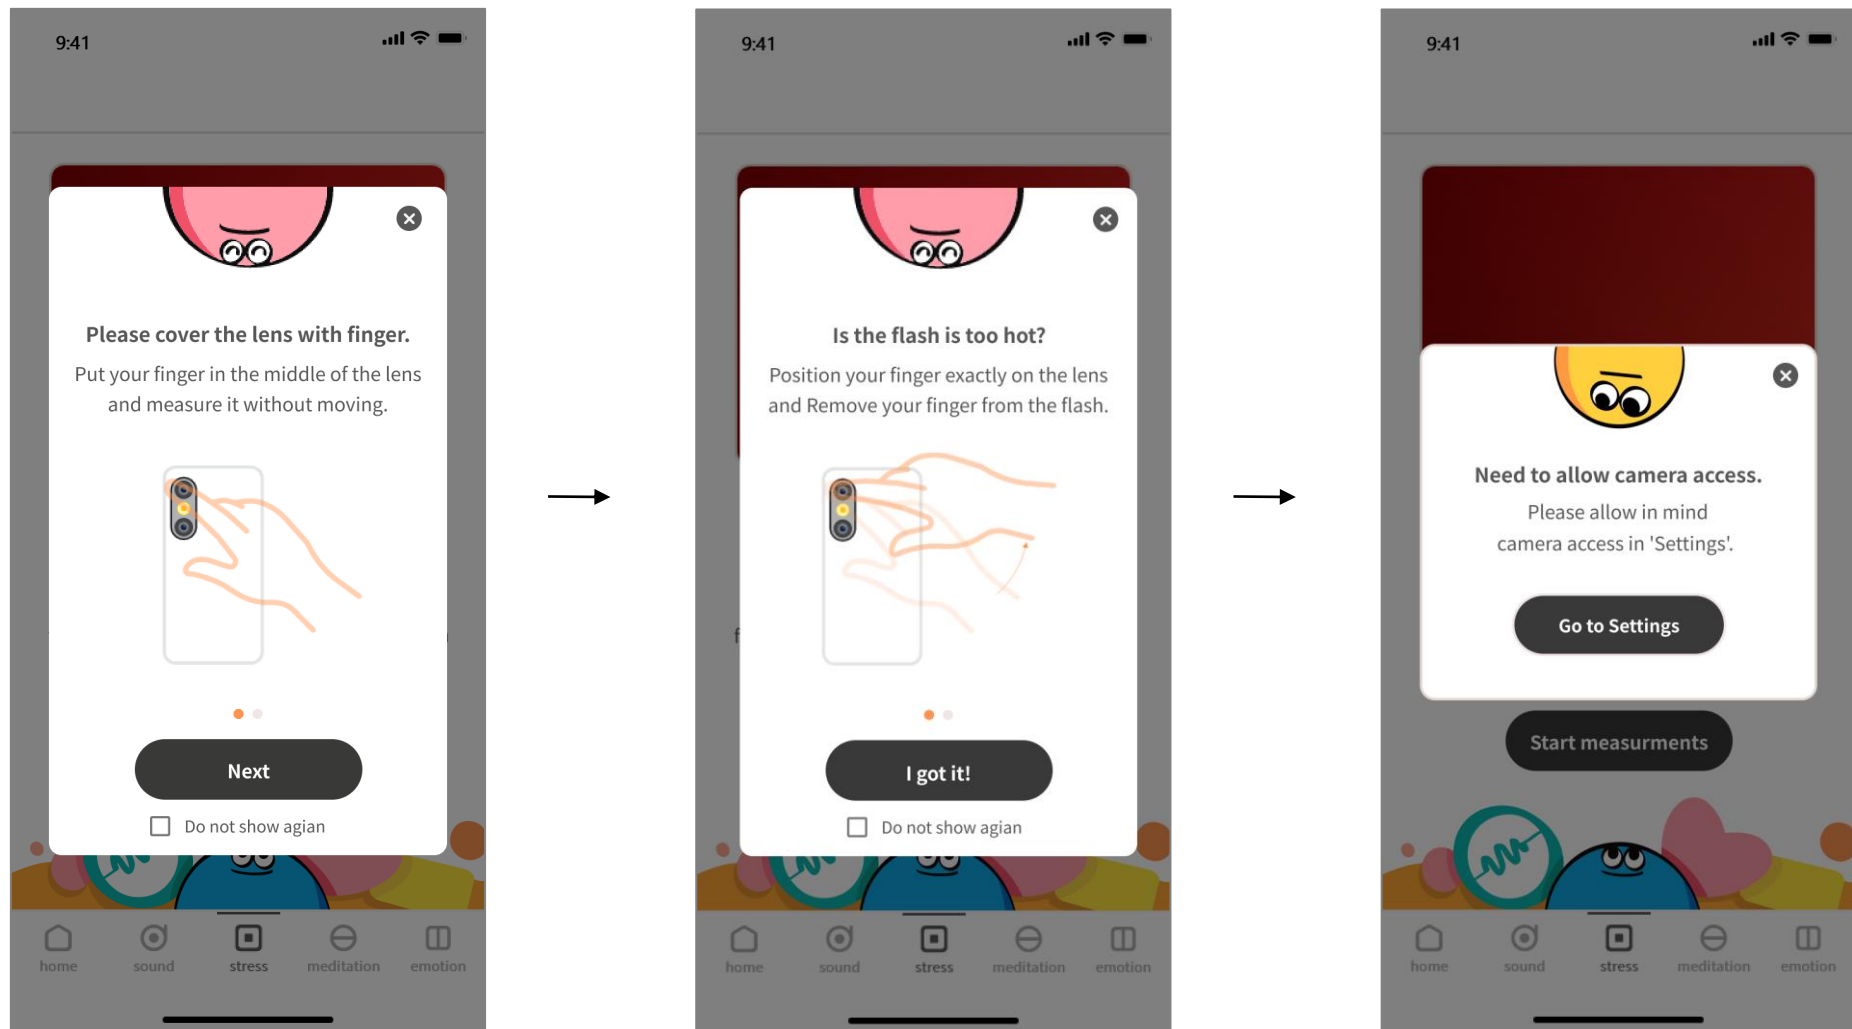 9:41
Please cover the lens with finger.
Put your finger in the middle of the lens
and measure it without moving.
Next
Do not show agian
home
sound
stress
meditation
emotion
9:41
Is the flash is too hot?
Position your finger exactly on the lens
and Remove your finger from the flash.
I got it!
Do not show agian
home
sound
stress
meditation
emotion
9:41
Need to allow camera access.
Please allow in mind
camera access in 'Settings'.
Go to Settings
Start measurments
home
sound
stress
meditation
emotion